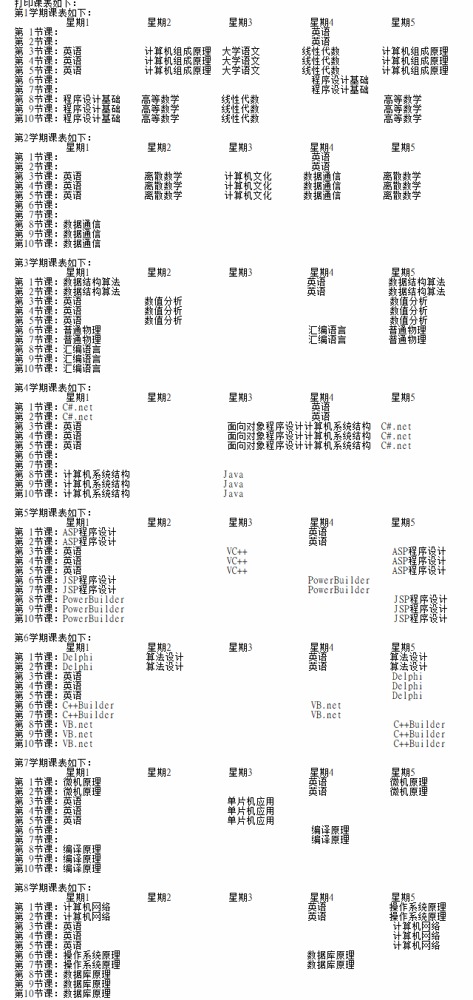 打印课表如下:
第1学期课表如下:
星期1 星期2 星期3 星期4 星期5
第 1节课: 英语
第 2节课: 英语
第 3节课: 英语 计算机组成原理 大学语文 线性代数 计算机组成原理
第 4节课: 英语 计算机组成原理 大学语文 线性代数 计算机组成原理
第 5节课: 英语 计算机组成原理 大学语文 线性代数 计算机组成原理
第 6节课: 程序设计基础
第 7节课: 程序设计基础
第 8节课: 程序设计基础 高等数学 线性代数 高等数学
第 9节课: 程序设计基础 高等数学 线性代数 高等数学
第10节课: 程序设计基础 高等数学 线性代数 高等数学
第2学期课表如下:
星期1 星期2 星期3 星期4 星期5
第 1节课: 英语
第 2节课: 英语
第 3节课: 英语 离散数学 计算机文化 数据通信 离散数学
第 4节课: 英语 离散数学 计算机文化 数据通信 离散数学
第 5节课: 英语 离散数学 计算机文化 数据通信 离散数学
第 6节课:
第 7节课:
第 8节课: 数据通信
第 9节课: 数据通信
第10节课: 数据通信
第3学期课表如下:
星期1 星期2 星期3 星期4 星期5
第 1节课: 数据结构算法 英语 数据结构算法
第 2节课: 数据结构算法 英语 数据结构算法
第 3节课: 英语 数值分析 数值分析
第 4节课: 英语 数值分析 数值分析
第 5节课: 英语 数值分析 数值分析
第 6节课: 普通物理 汇编语言 普通物理
第 7节课: 普通物理 汇编语言 普通物理
第 8节课: 汇编语言
第 9节课: 汇编语言
第10节课: 汇编语言
第4学期课表如下:
星期1 星期2 星期3 星期4 星期5
第 1节课: C#.net 英语
第 2节课: C#.net 英语
第 3节课: 英语 面向对象程序设计计算机系统结构 C#.net
第 4节课: 英语 面向对象程序设计计算机系统结构 C#.net
第 5节课: 英语 面向对象程序设计计算机系统结构 C#.net
第 6节课:
第 7节课:
第 8节课: 计算机系统结构 Java
第 9节课: 计算机系统结构 Java
第10节课: 计算机系统结构 Java
第5学期课表如下:
星期1 星期2 星期3 星期4 星期5
第 1节课: ASP程序设计 英语
第 2节课: ASP程序设计 英语
第 3节课: 英语 VC++ ASP程序设计
第 4节课: 英语 VC++ ASP程序设计
第 5节课: 英语 VC++ ASP程序设计
第 6节课: JSP程序设计 PowerBuilder
第 7节课: JSP程序设计 PowerBuilder
第 8节课: PowerBuilder JSP程序设计
第 9节课: PowerBuilder JSP程序设计
第10节课: PowerBuilder JSP程序设计
第6学期课表如下:
星期1 星期2 星期3 星期4 星期5
第 1节课: Delphi 算法设计 英语 算法设计
第 2节课: Delphi 算法设计 英语 算法设计
第 3节课: 英语 Delphi
第 4节课: 英语 Delphi
第 5节课: 英语 Delphi
第 6节课: C++Builder VB.net
第 7节课: C++Builder VB.net
第 8节课: VB.net C++Builder
第 9节课: VB.net C++Builder
第10节课: VB.net C++Builder
第7学期课表如下:
星期1 星期2 星期3 星期4 星期5
第 1节课: 微机原理 英语 微机原理
第 2节课: 微机原理 英语 微机原理
第 3节课: 英语 单片机应用
第 4节课: 英语 单片机应用
第 5节课: 英语 单片机应用
第 6节课: 编译原理
第 7节课: 编译原理
第 8节课: 编译原理
第 9节课: 编译原理
第10节课: 编译原理
第8学期课表如下:
星期1 星期2 星期3 星期4 星期5
第 1节课: 计算机网络 英语 操作系统原理
第 2节课: 计算机网络 英语 操作系统原理
第 3节课: 英语 计算机网络
第 4节课: 英语 计算机网络
第 5节课: 英语 计算机网络
第 6节课: 操作系统原理 数据库原理
第 7节课: 操作系统原理 数据库原理
第 8节课: 数据库原理
第 9节课: 数据库原理
第10节课: 数据库原理